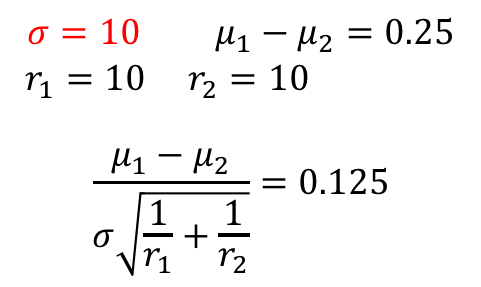 σ = 10 μ₁ − μ₂ = 0.25
r₁ = 10 r₂ = 10
μ₁ − μ₂
σ√(1/r₁ + 1/r₂) = 0.125